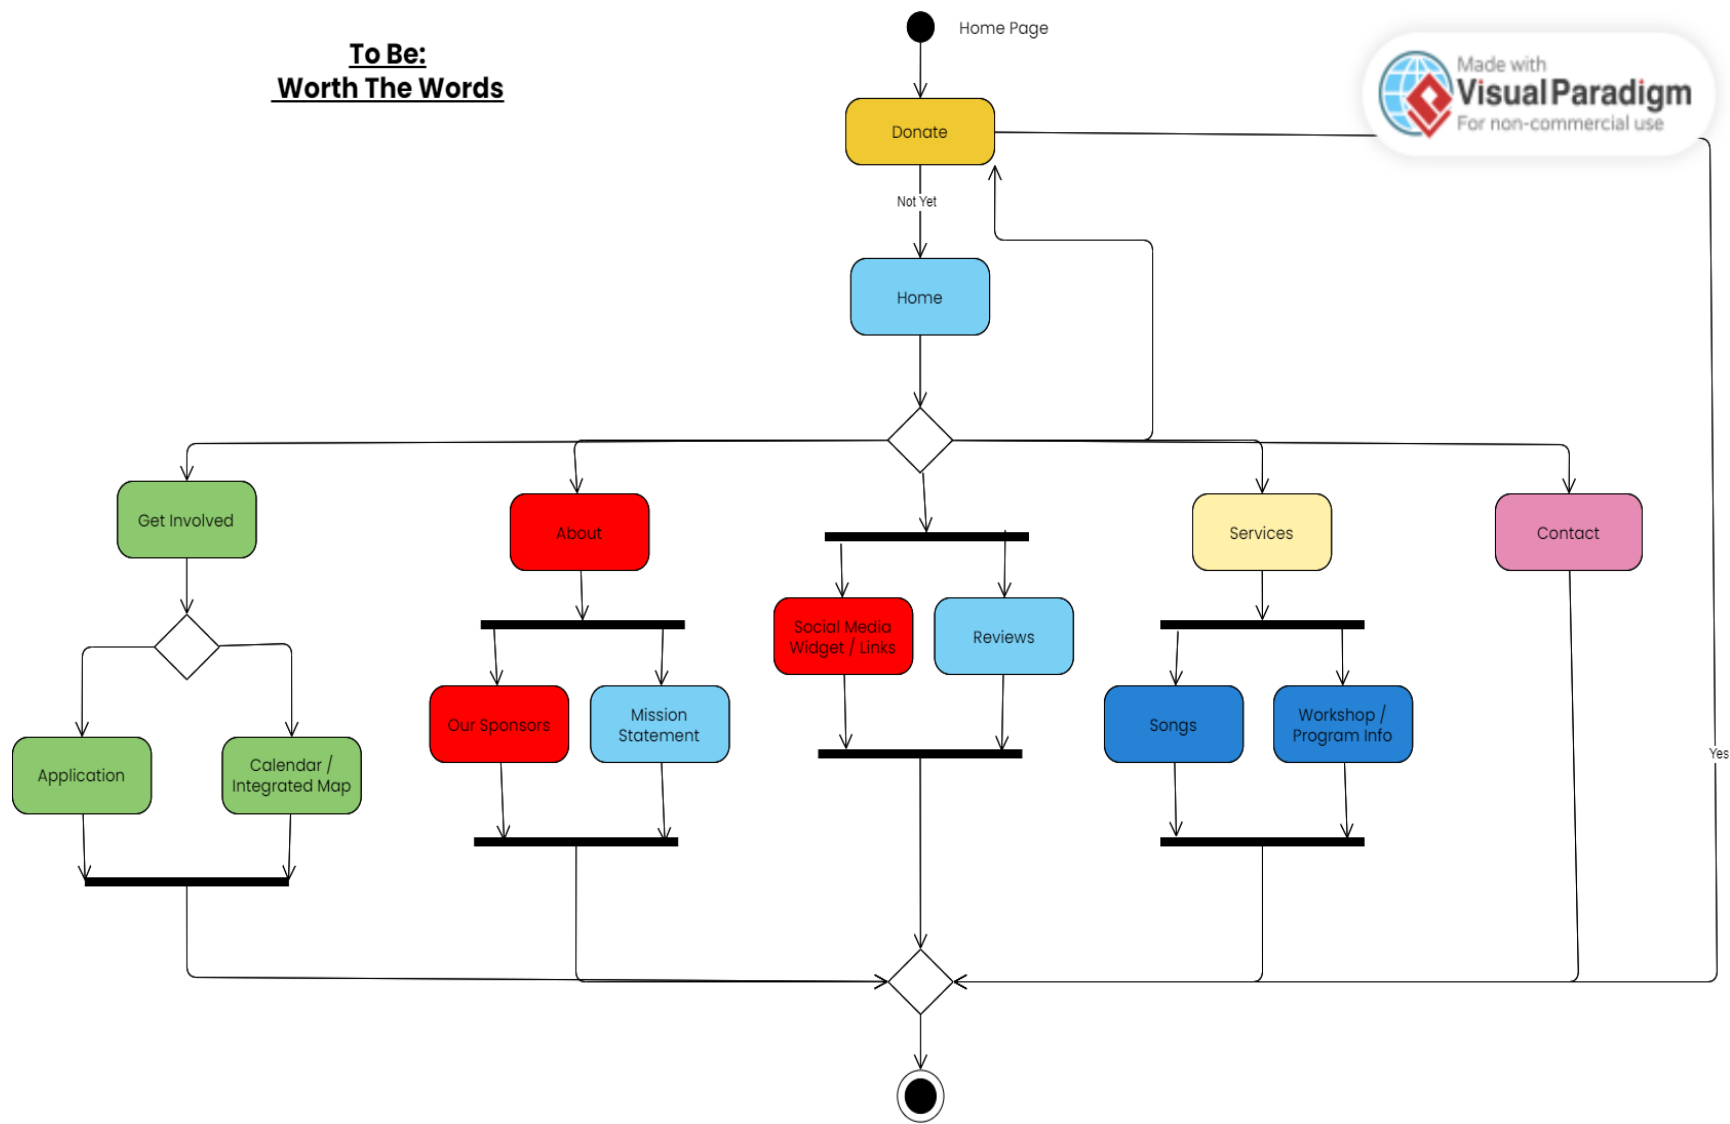 Home Page
To Be:
Worth The Words
Made with
Visual Paradigm
For non-commercial use
Donate
Not Yet
Home
Get Involved
About
Services
Contact
Social Media
Widget / Links
Reviews
Our Sponsors
Mission
Statement
Songs
Workshop /
Program Info
Yes
Application
Calendar /
Integrated Map